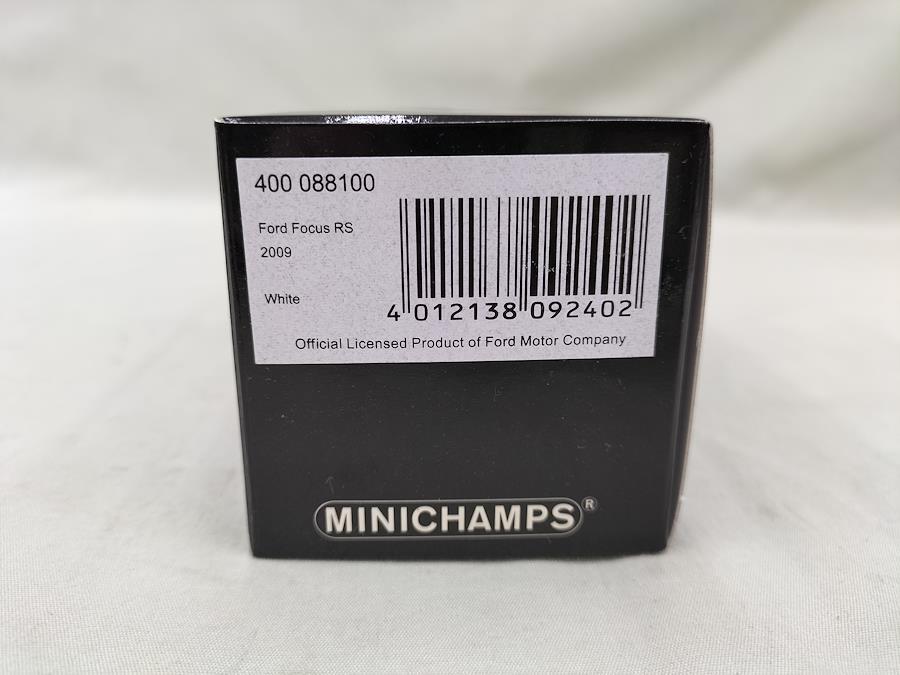 400 088100
Ford Focus RS
2009
White
4 012138 092402
Official Licensed Product of Ford Motor Company
MINICHAMPS®